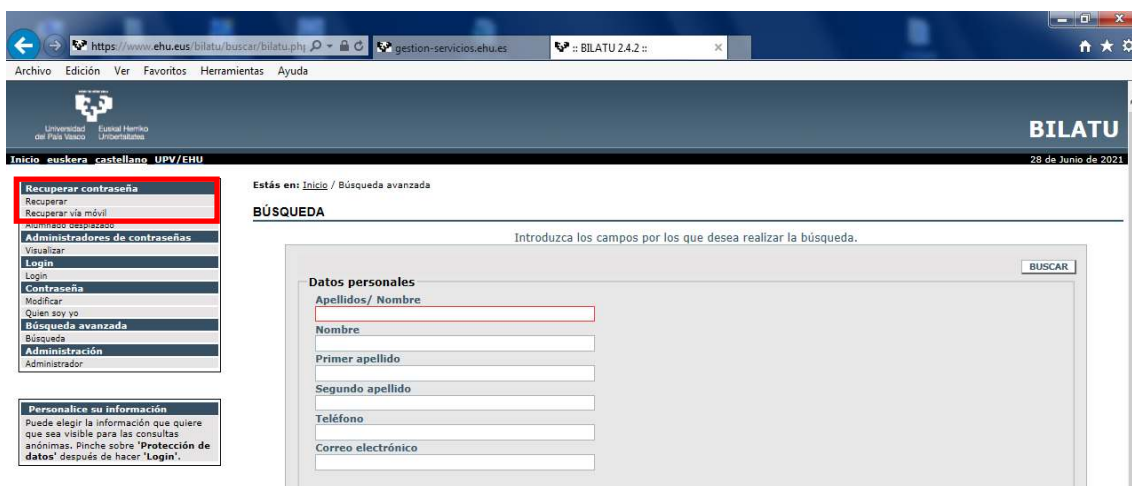 https://www.ehu.eus/bilatu/buscar/bilatu.php
gestion-servicios.ehu.es
:: BILATU 2.4.2 ::
Archivo Edición Ver Favoritos Herramientas Ayuda
Universidad del País Vasco
Euskal Herriko Unibertsitatea
BILATU
Inicio euskera castellano UPV/EHU
28 de Junio de 2021
Recuperar contraseña
Recuperar
Recuperar vía móvil
Alumnado desplazado
Administradores de contraseñas
Visualizar
Login
Login
Contraseña
Modificar
Quien soy yo
Búsqueda avanzada
Búsqueda
Administración
Administrador
Personalice su información
Puede elegir la información que quiere
que sea visible para las consultas
anónimas. Pinche sobre 'Protección de
datos' después de hacer 'Login'.
Estás en: Inicio / Búsqueda avanzada
BÚSQUEDA
Introduzca los campos por los que desea realizar la búsqueda.
BUSCAR
Datos personales
Apellidos/ Nombre
Nombre
Primer apellido
Segundo apellido
Teléfono
Correo electrónico